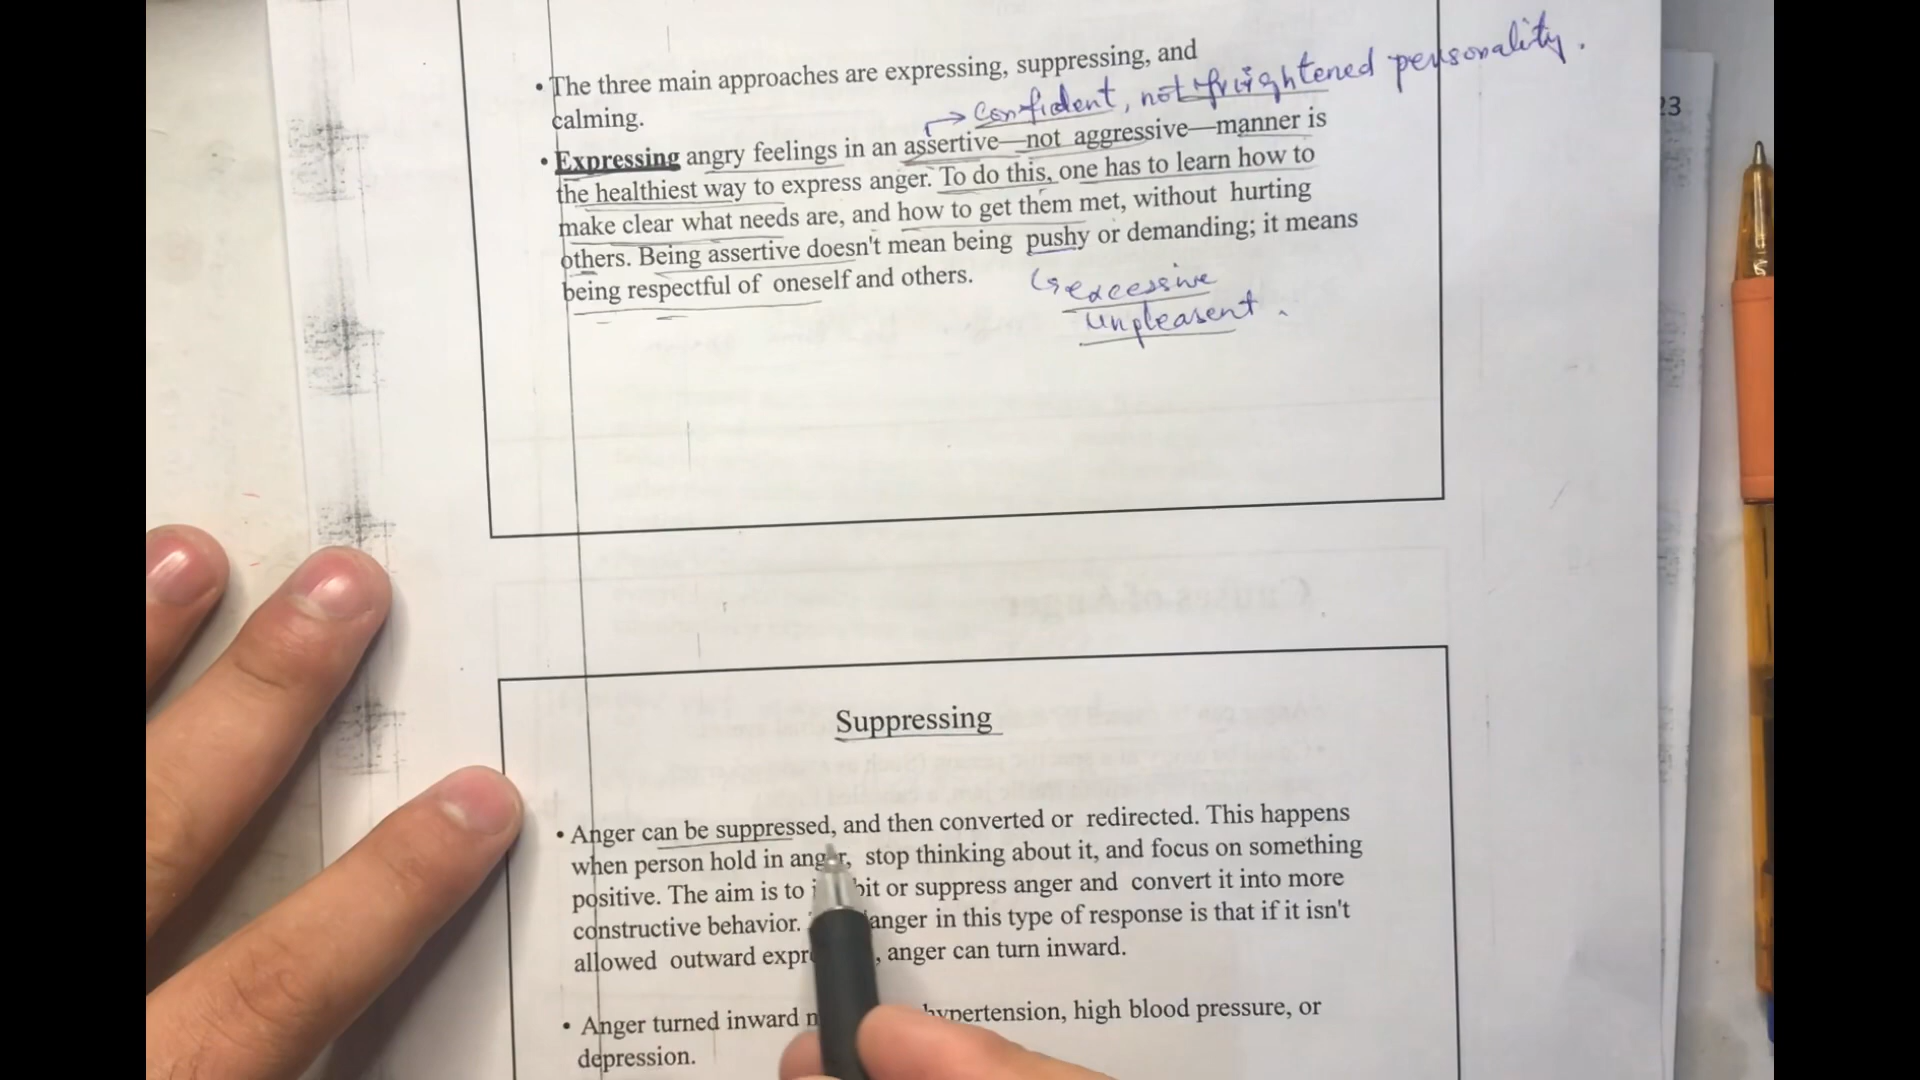 • The three main approaches are expressing, suppressing, and
calming.
→ Confident, not frightened personality.
• Expressing angry feelings in an assertive—not aggressive—manner is
the healthiest way to express anger. To do this, one has to learn how to
make clear what needs are, and how to get them met, without hurting
others. Being assertive doesn't mean being pushy or demanding; it means
being respectful of oneself and others.
excessive
unpleasent.
23
Suppressing
• Anger can be suppressed, and then converted or redirected. This happens
when person hold in anger, stop thinking about it, and focus on something
positive. The aim is to bit or suppress anger and convert it into more
constructive behavior. anger in this type of response is that if it isn't
allowed outward expr , anger can turn inward.
• Anger turned inward hypertension, high blood pressure, or
depression.